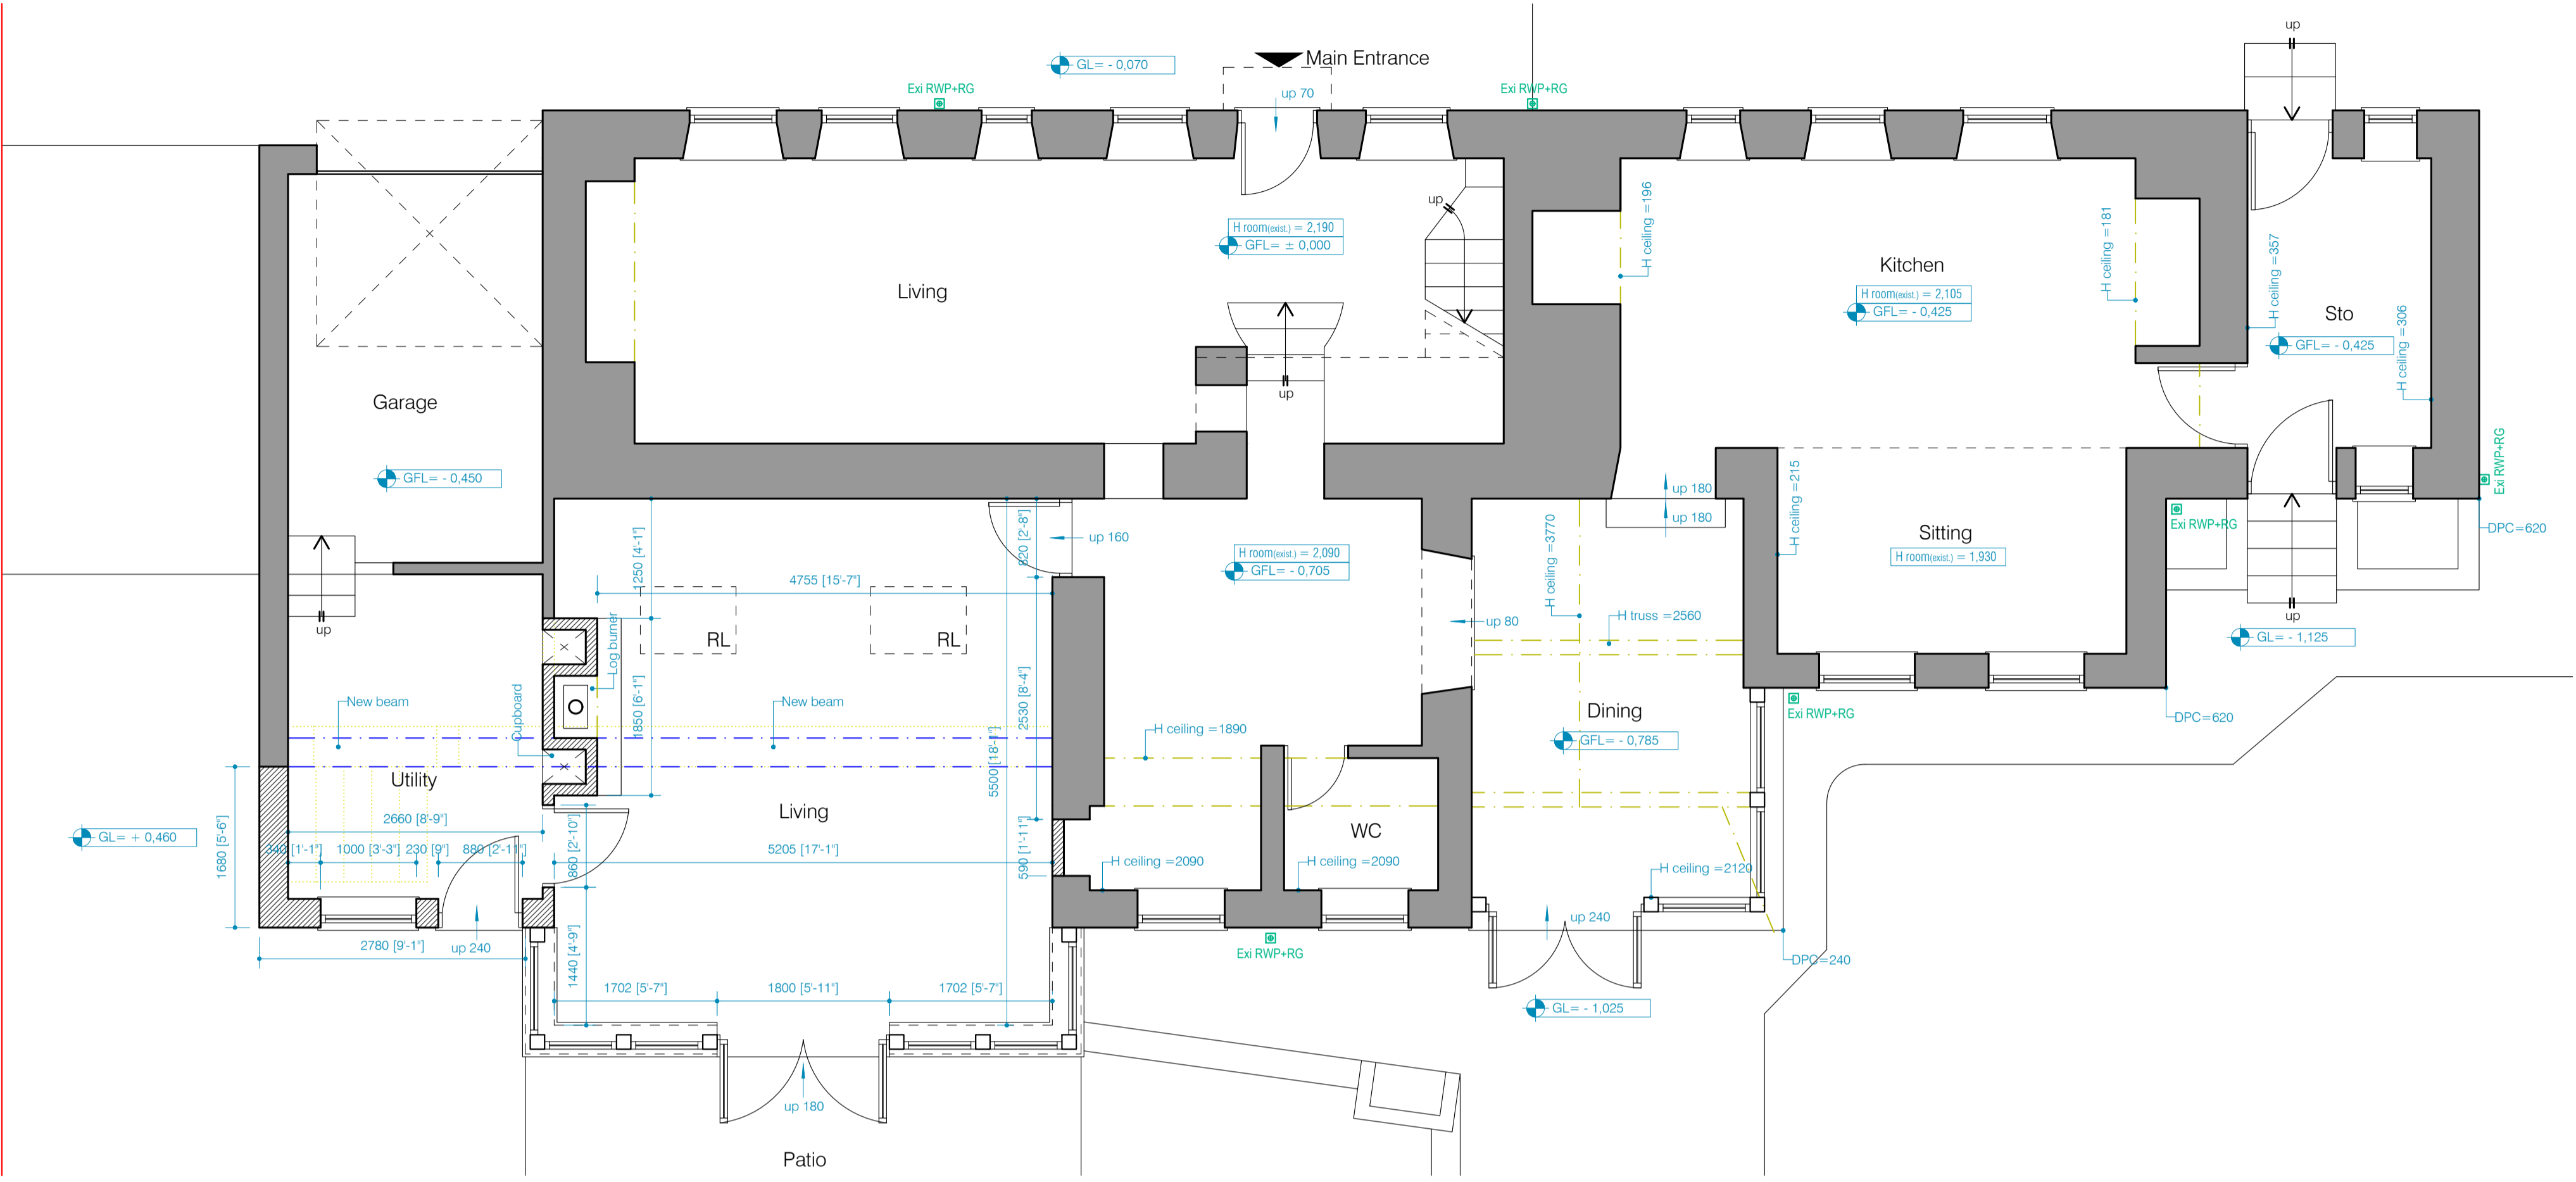 up
Main Entrance
GL= - 0,070
Exi RWP+RG
up 70
Exi RWP+RG
up
H room(exist.) = 2,190
GFL= ± 0,000
H ceiling =196
H ceiling =181
H ceiling =357
Kitchen
H room(exist.) = 2,105
GFL= - 0,425
Living
Sto
GFL= - 0,425
H ceiling =306
up
Garage
GFL= - 0,450
H ceiling =215
Exi RWP+RG
up 180
up 180
Exi RWP+RG
DPC=620
Sitting
H room(exist.) = 1,930
1250 [4'-1"]
820 [2'-8"]
up 160
H room(exist.) = 2,090
GFL= - 0,705
H ceiling =3770
4755 [15'-7"]
up
H truss =2560
up 80
up
GL= - 1,125
Log burner
RL
RL
New beam
Cupboard
1850 [6'-1"]
New beam
2530 [8'-4"]
5500 [18'-1"]
H ceiling =1890
Dining
GFL= - 0,785
Exi RWP+RG
DPC=620
Utility
Living
2660 [8'-9"]
GL= + 0,460
1680 [5'-6"]
340 [1'-1"]
1000 [3'-3"]
230 [9"]
880 [2'-11"]
860 [2'-10"]
5205 [17'-1"]
590 [1'-11"]
WC
H ceiling =2090
H ceiling =2090
H ceiling =2120
2780 [9'-1"]
up 240
1440 [4'-9"]
up 240
Exi RWP+RG
DPC=240
1702 [5'-7"]
1800 [5'-11"]
1702 [5'-7"]
GL= - 1,025
up 180
Patio